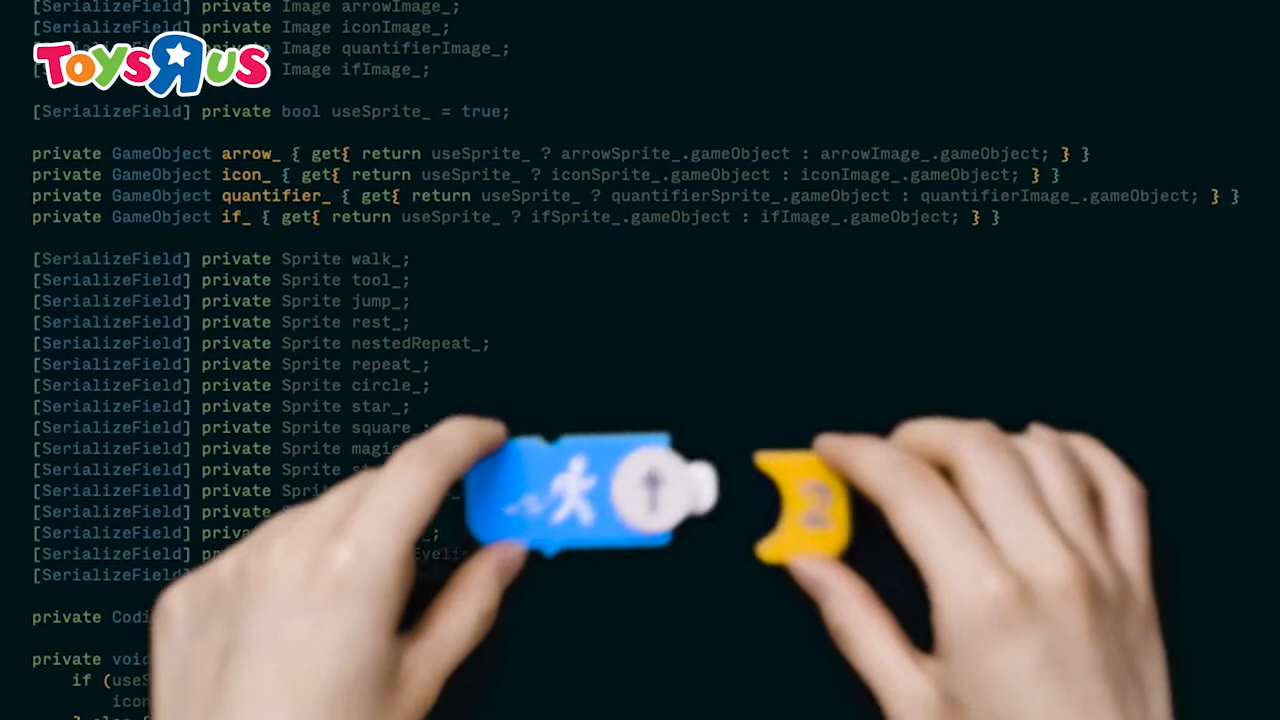 [SerializeField] private Image arrowImage_;
[SerializeField] private Image iconImage_;
Image quantifierImage_;
Image ifImage_;
TOYSRUS
[SerializeField] private bool useSprite_ = true;
private GameObject arrow_ { get{ return useSprite_ ? arrowSprite_.gameObject : arrowImage_.gameObject; } }
private GameObject icon_ { get{ return useSprite_ ? iconSprite_.gameObject : iconImage_.gameObject; } }
private GameObject quantifier_ { get{ return useSprite_ ? quantifierSprite_.gameObject : quantifierImage_.gameObject; } }
private GameObject if_ { get{ return useSprite_ ? ifSprite_.gameObject : ifImage_.gameObject; } }
[SerializeField] private Sprite walk_;
[SerializeField] private Sprite tool_;
[SerializeField] private Sprite jump_;
[SerializeField] private Sprite rest_;
[SerializeField] private Sprite nestedRepeat_;
[SerializeField] private Sprite repeat_;
[SerializeField] private Sprite circle_;
[SerializeField] private Sprite star_;
[SerializeField] private Sprite square_;
[SerializeField] private Sprite
[SerializeField] private Sprite
[SerializeField] private
[SerializeField] private
[SerializeField]
[SerializeField]
[SerializeField]
2
private
private void
if (